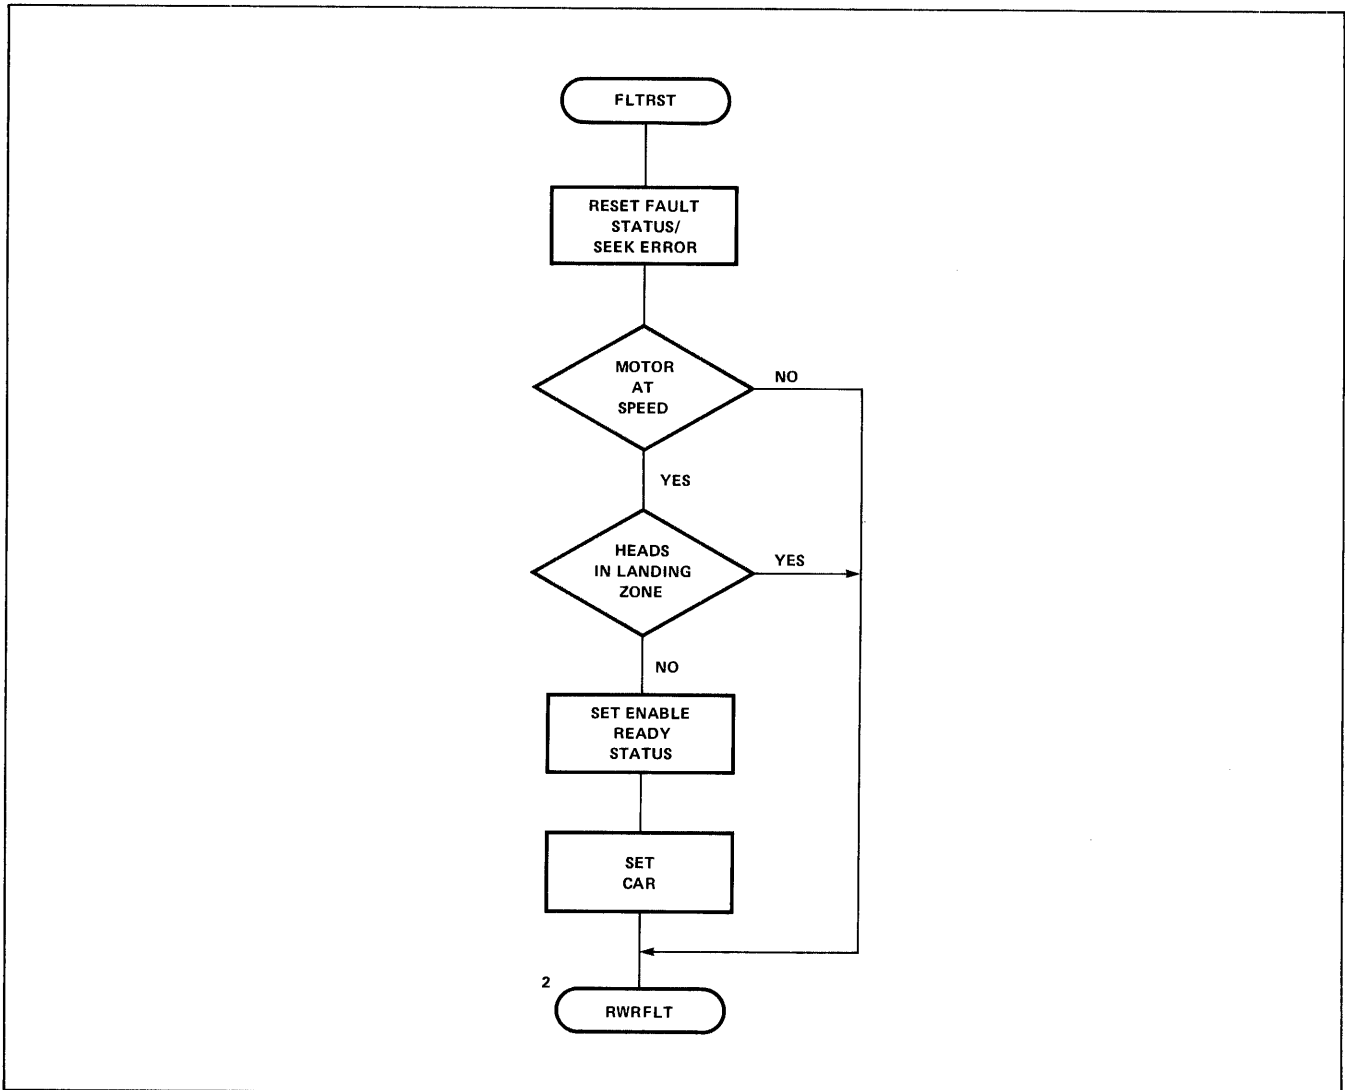 FLTRST
RESET FAULT
STATUS/
SEEK ERROR
MOTOR
AT
SPEED
NO
YES
HEADS
IN LANDING
ZONE
YES
NO
SET ENABLE
READY
STATUS
SET
CAR
2
RWRFLT